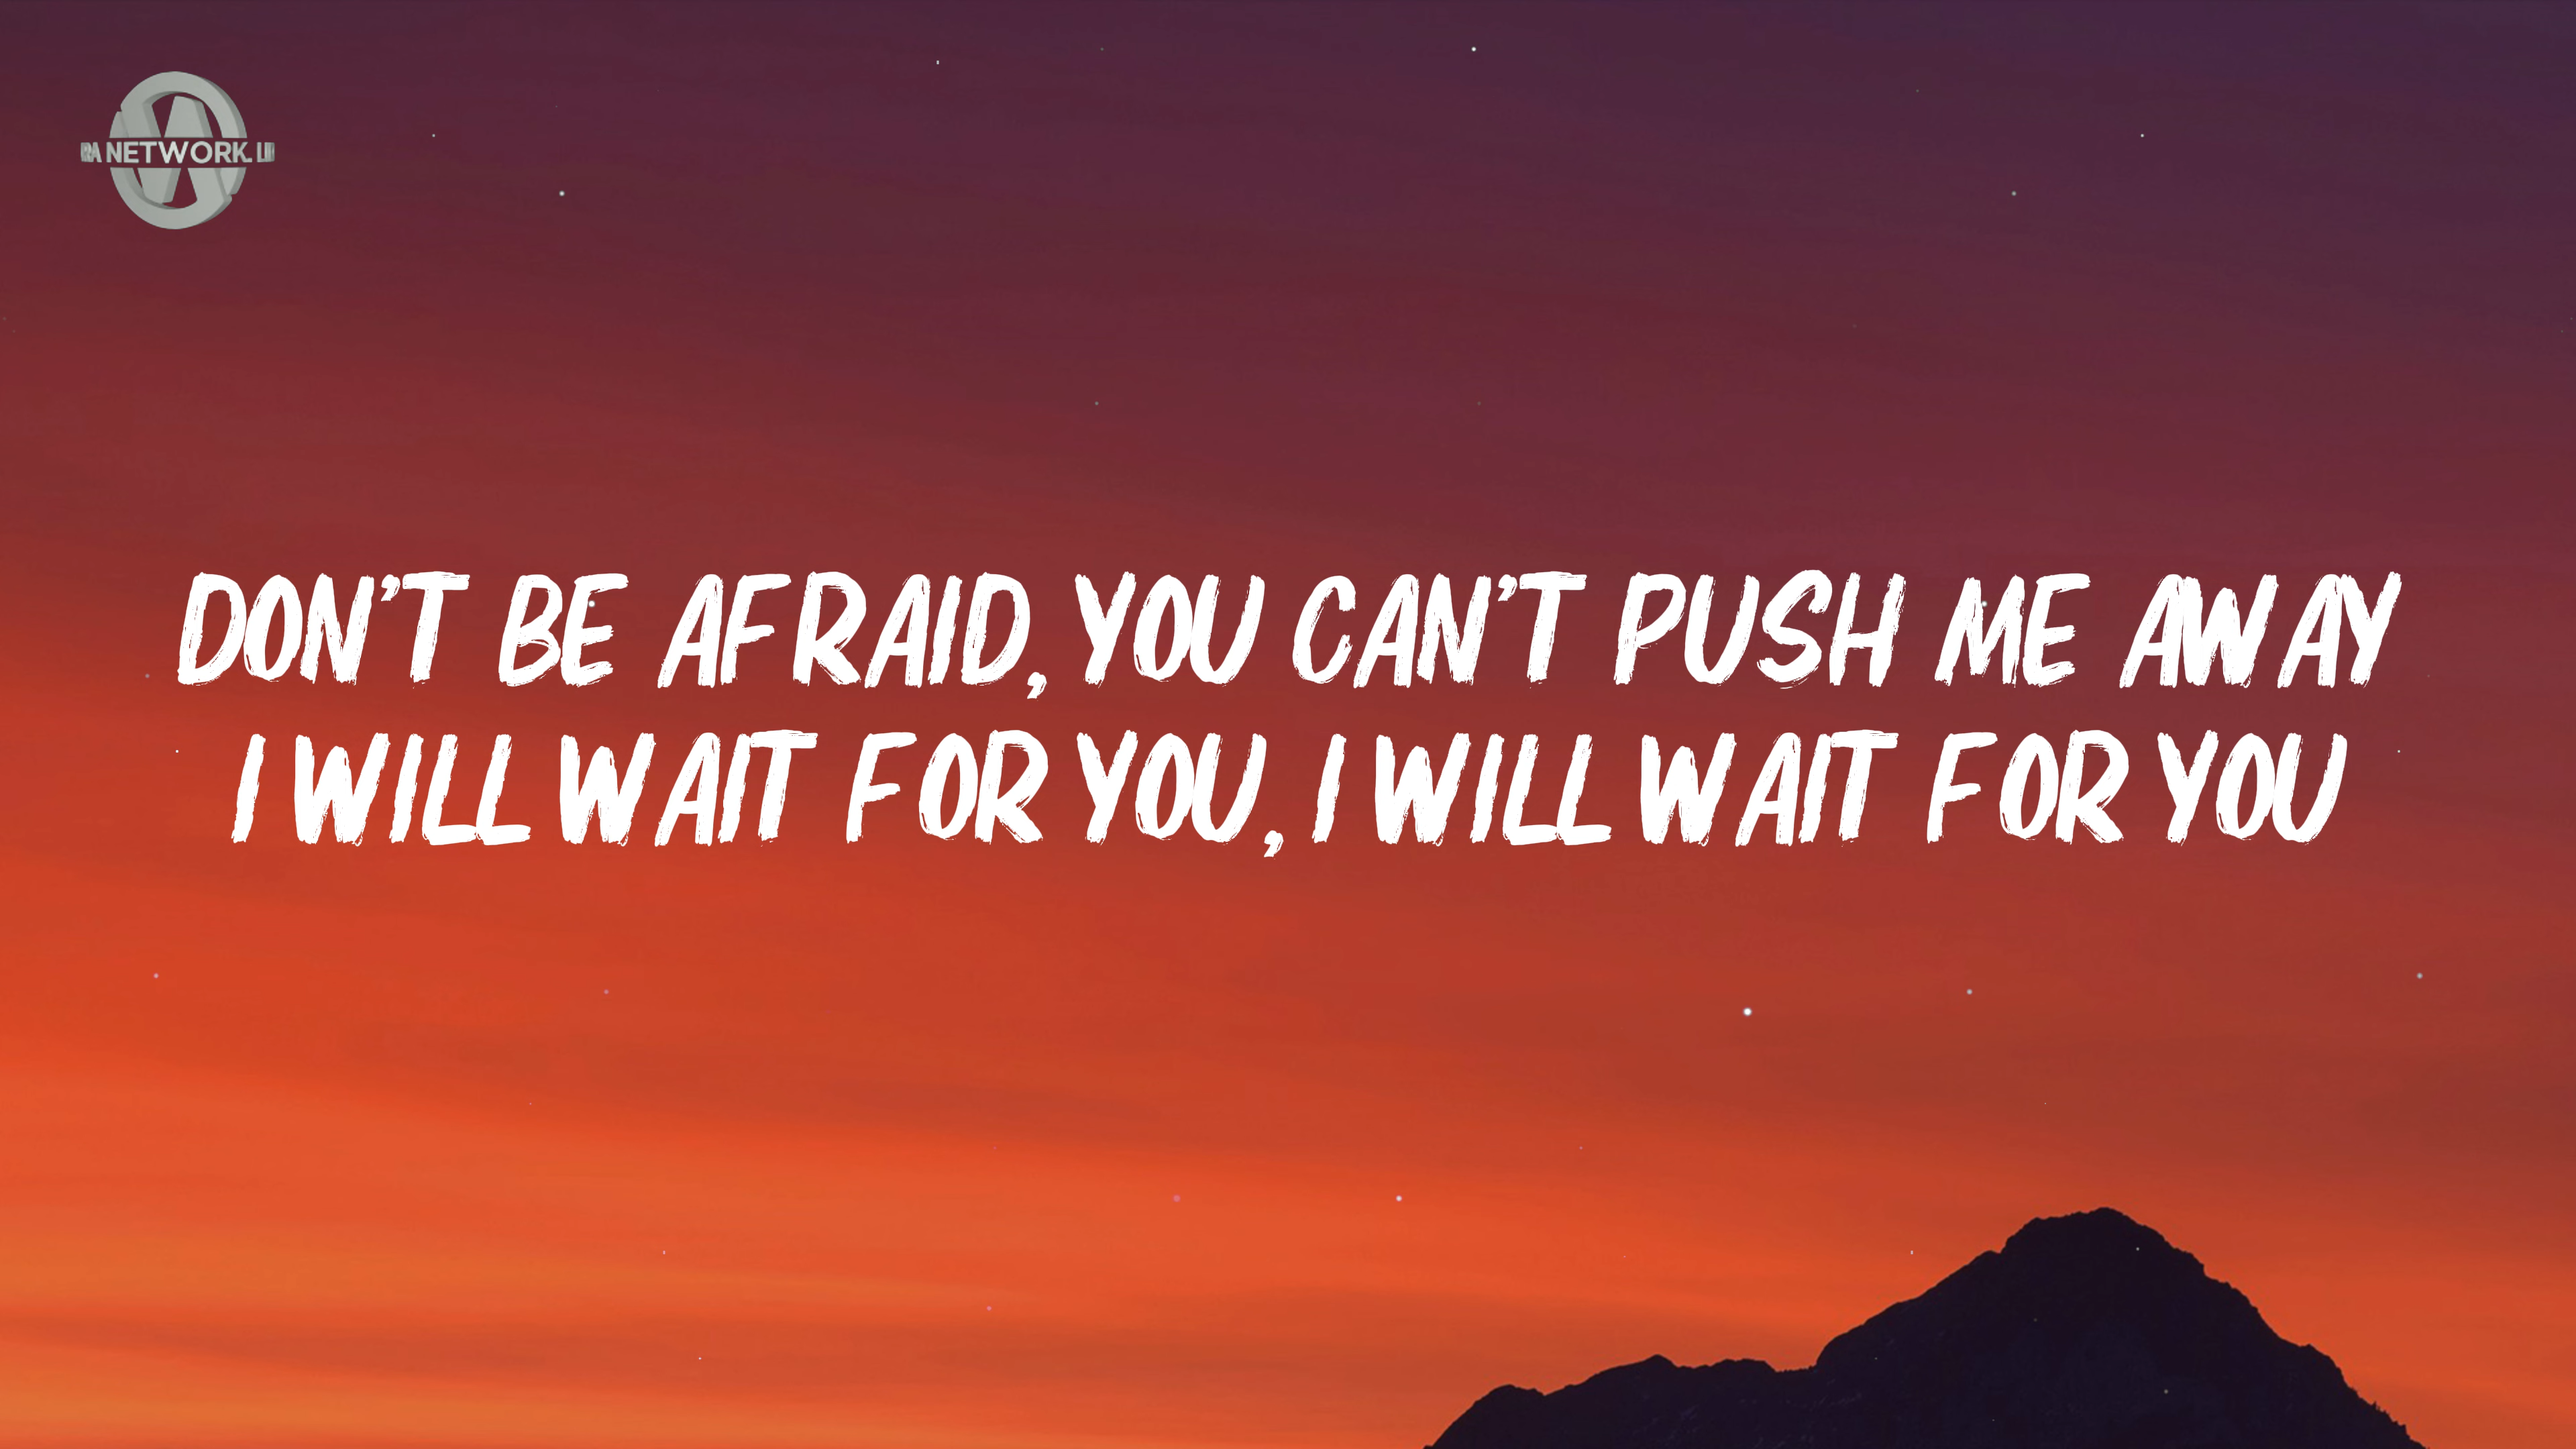 NETWORK.
DON'T BE AFRAID, YOU CAN'T PUSH ME AWAY
I WILL WAIT FOR YOU, I WILL WAIT FOR YOU